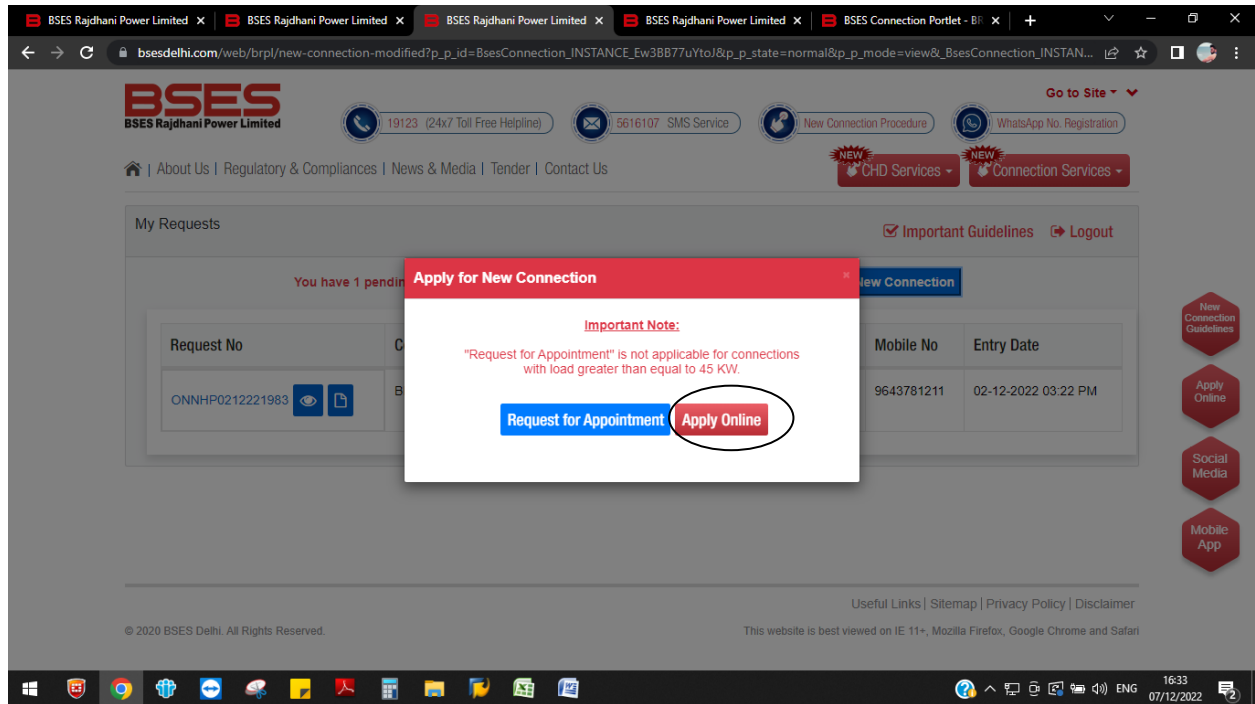 BSES Rajdhani Power Limited
BSES Rajdhani Power Limited
BSES Rajdhani Power Limited
BSES Rajdhani Power Limited
BSES Connection Portlet - BR
bsesdelhi.com/web/brpl/new-connection-modified?p_p_id=BsesConnection_INSTANCE_Ew3BB77uYtoJ&p_p_state=normal&p_p_mode=view&_BsesConnection_INSTAN...
Go to Site
BSES
BSES Rajdhani Power Limited
19123 (24x7 Toll Free Helpline)
5616107 SMS Service
New Connection Procedure
WhatsApp No. Registration
| About Us | Regulatory & Compliances | News & Media | Tender | Contact Us
NEW
CHD Services
NEW
Connection Services
My Requests
Important Guidelines
Logout
You have 1 pendin
New Connection
Apply for New Connection
×
Important Note:
"Request for Appointment" is not applicable for connections
with load greater than equal to 45 KW.
Request for Appointment
Apply Online
Request No
C
Mobile No
Entry Date
ONNHP0212221983
B
9643781211
02-12-2022 03:22 PM
New
Connection
Guidelines
Apply
Online
Social
Media
Mobile
App
Useful Links | Sitemap | Privacy Policy | Disclaimer
© 2020 BSES Delhi. All Rights Reserved.
This website is best viewed on IE 11+, Mozilla Firefox, Google Chrome and Safari
ENG
16:33
07/12/2022
2